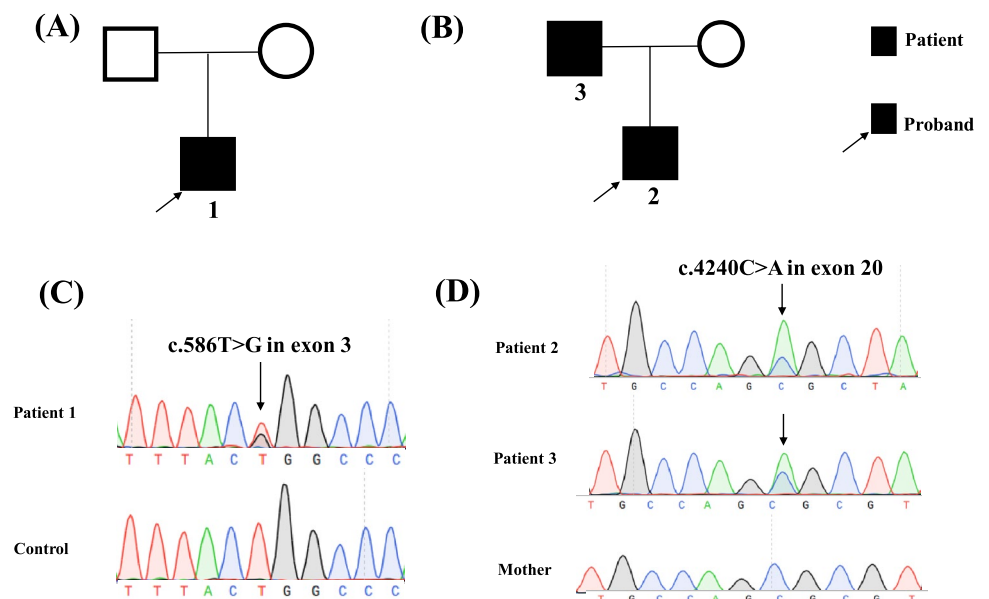 (A)
1
(B)
3
2
Patient
Proband
(C)
c.586T>G in exon 3
Patient 1
T T T A C T G G C C C
Control
T T T A C T G G C C C
(D)
c.4240C>A in exon 20
Patient 2
T G C C A G C G C T A
Patient 3
T G C C A G C G C T
Mother
T G C C A G C G C G T